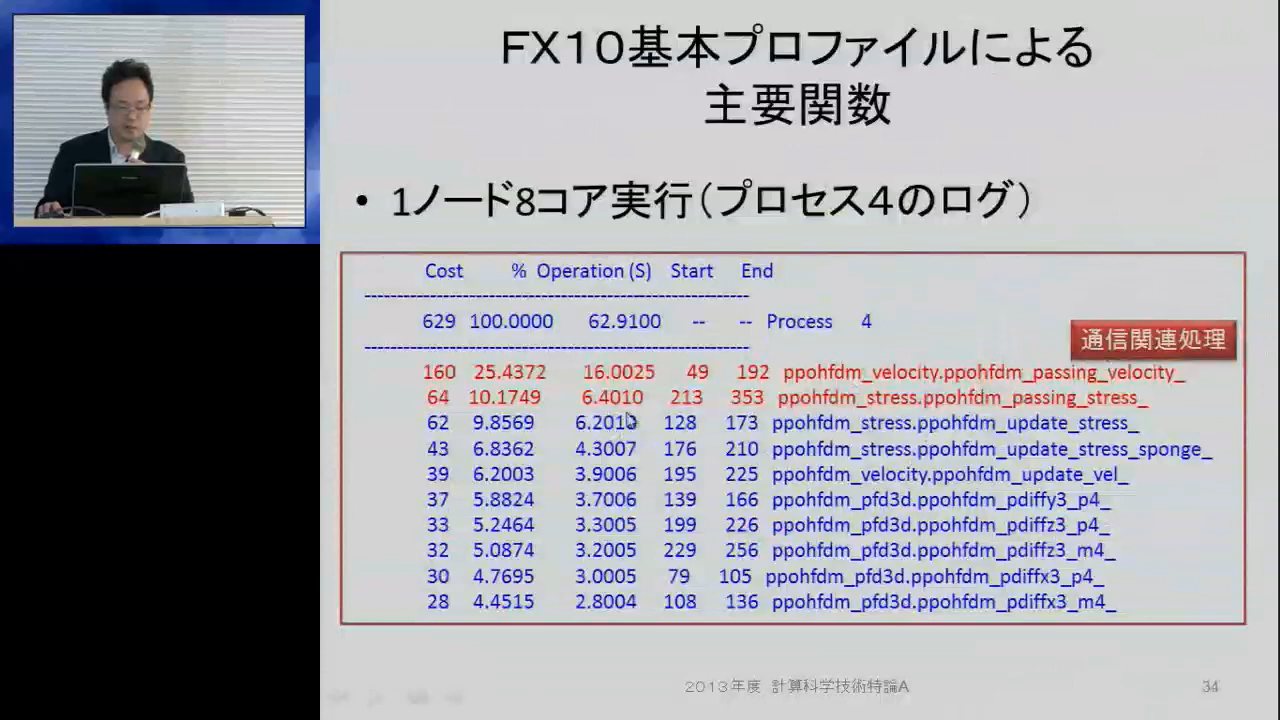 FX10基本プロファイルによる
主要関数
• 1ノード8コア実行(プロセス4のログ)
Cost % Operation (S) Start End
-----------------------------------------------------------
629 100.0000 62.9100 -- -- Process 4
-----------------------------------------------------------
通信関連処理
160 25.4372 16.0025 49 192 ppohfdm_velocity.ppohfdm_passing_velocity_
64 10.1749 6.4010 213 353 ppohfdm_stress.ppohfdm_passing_stress_
62 9.8569 6.2010 128 173 ppohfdm_stress.ppohfdm_update_stress_
43 6.8362 4.3007 176 210 ppohfdm_stress.ppohfdm_update_stress_sponge_
39 6.2003 3.9006 195 225 ppohfdm_velocity.ppohfdm_update_vel_
37 5.8824 3.7006 139 166 ppohfdm_pfd3d.ppohfdm_pdiffy3_p4_
33 5.2464 3.3005 199 226 ppohfdm_pfd3d.ppohfdm_pdiffz3_p4_
32 5.0874 3.2005 229 256 ppohfdm_pfd3d.ppohfdm_pdiffz3_m4_
30 4.7695 3.0005 79 105 ppohfdm_pfd3d.ppohfdm_pdiffx3_p4_
28 4.4515 2.8004 108 136 ppohfdm_pfd3d.ppohfdm_pdiffx3_m4_
2013年度 計算科学技術特論A
34